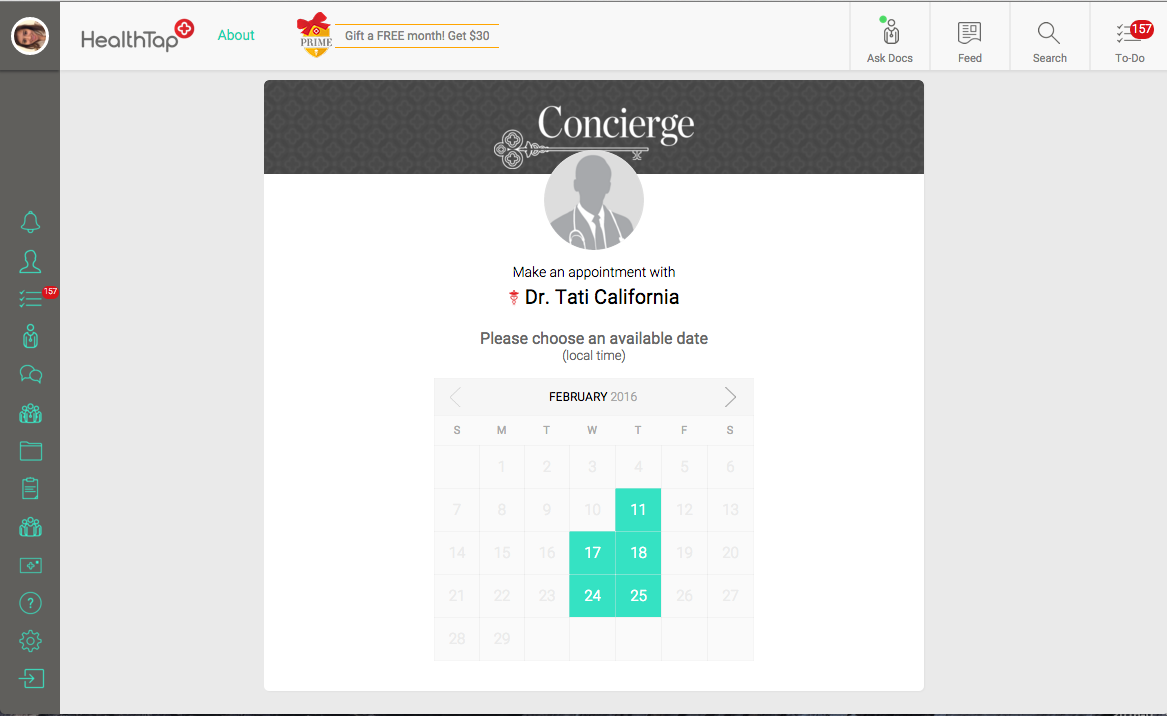 HealthTap
About
PRIME
Gift a FREE month! Get $30
Ask Docs
Feed
Search
157
To-Do
Concierge
157
?
Make an appointment with
Dr. Tati California
Please choose an available date
(local time)
FEBRUARY 2016
S M T W T F S
1 2 3 4 5 6
7 8 9 10 11 12 13
14 15 16 17 18 19 20
21 22 23 24 25 26 27
28 29